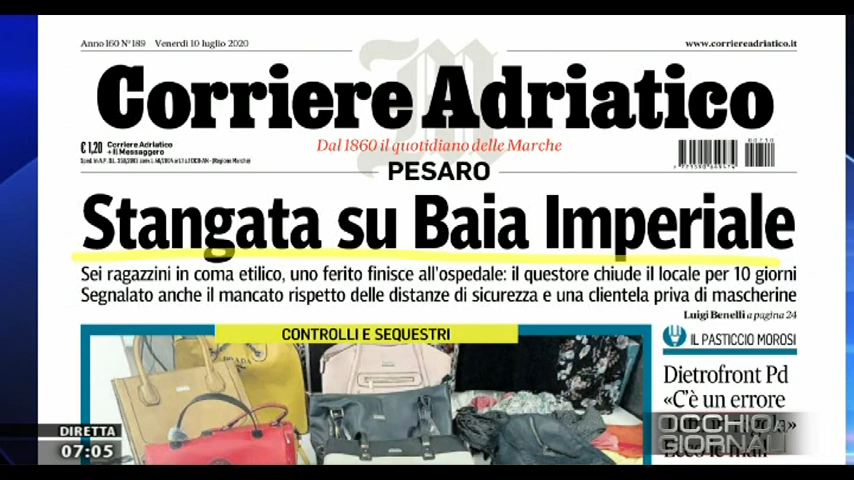 Anno 160 N° 189 Venerdì 10 luglio 2020
www.corriereadriatico.it
Corriere Adriatico
€ 1,20 Corriere Adriatico
+ Il Messaggero
Dal 1860 il quotidiano delle Marche
PESARO
Stangata su Baia Imperiale
Sei ragazzini in coma etilico, uno ferito finisce all'ospedale: il questore chiude il locale per 10 giorni
Segnalato anche il mancato rispetto delle distanze di sicurezza e una clientela priva di mascherine
Luigi Benelli a pagina 24
CONTROLLI E SEQUESTRI
PRADA
IL PASTICCIO MOROSI
Dietrofront Pd
«C'è un errore
DIRETTA
07:05
OCCHIO
GIORNALI